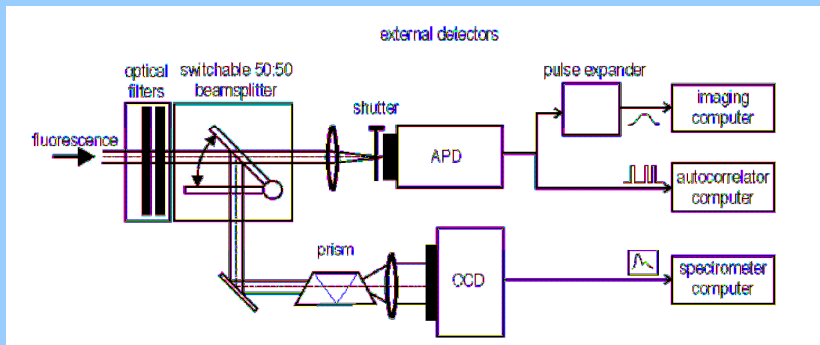 external detectors
optical
filters
switchable 50:50
beamsplitter
pulse expander
shutter
imaging
computer
fluorescence
APD
autocorrelator
computer
prism
CCD
spectrometer
computer